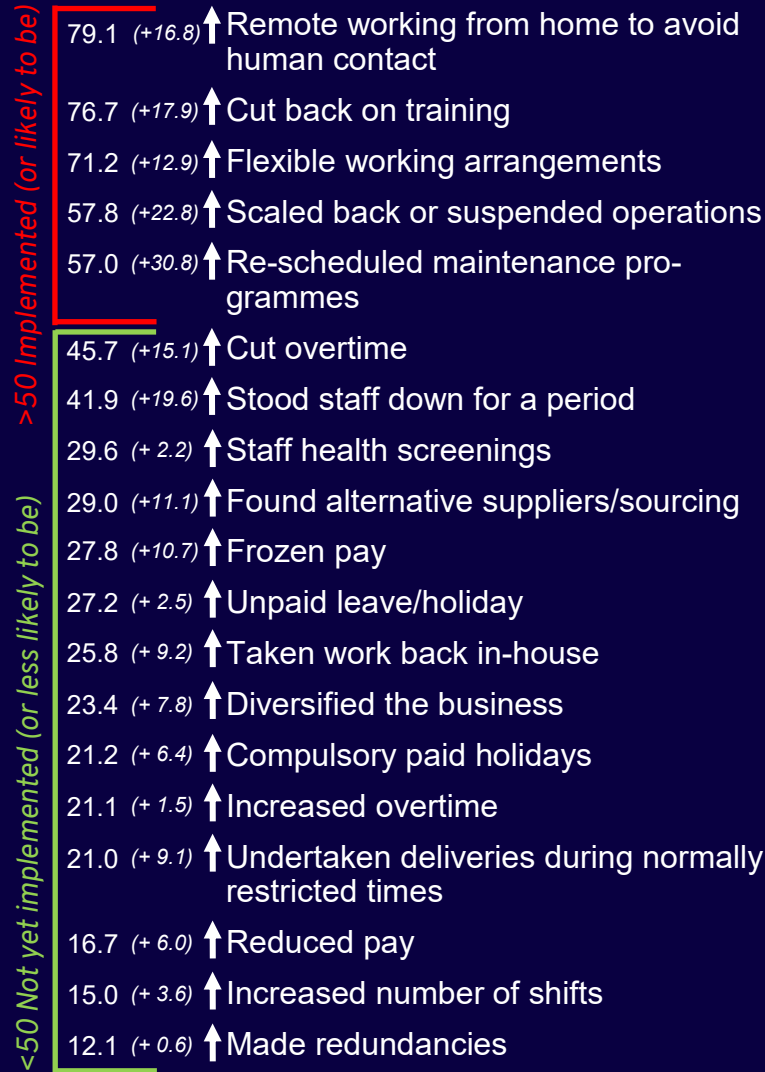 >50 Implemented (or likely to be)
79.1 (+16.8) ⬆ Remote working from home to avoid
human contact
76.7 (+17.9) ⬆ Cut back on training
71.2 (+12.9) ⬆ Flexible working arrangements
57.8 (+22.8) ⬆ Scaled back or suspended operations
57.0 (+30.8) ⬆ Re-scheduled maintenance pro-
grammes
<50 Not yet implemented (or less likely to be)
45.7 (+15.1) ⬆ Cut overtime
41.9 (+19.6) ⬆ Stood staff down for a period
29.6 (+ 2.2) ⬆ Staff health screenings
29.0 (+11.1) ⬆ Found alternative suppliers/sourcing
27.8 (+10.7) ⬆ Frozen pay
27.2 (+ 2.5) ⬆ Unpaid leave/holiday
25.8 (+ 9.2) ⬆ Taken work back in-house
23.4 (+ 7.8) ⬆ Diversified the business
21.2 (+ 6.4) ⬆ Compulsory paid holidays
21.1 (+ 1.5) ⬆ Increased overtime
21.0 (+ 9.1) ⬆ Undertaken deliveries during normally
restricted times
16.7 (+ 6.0) ⬆ Reduced pay
15.0 (+ 3.6) ⬆ Increased number of shifts
12.1 (+ 0.6) ⬆ Made redundancies